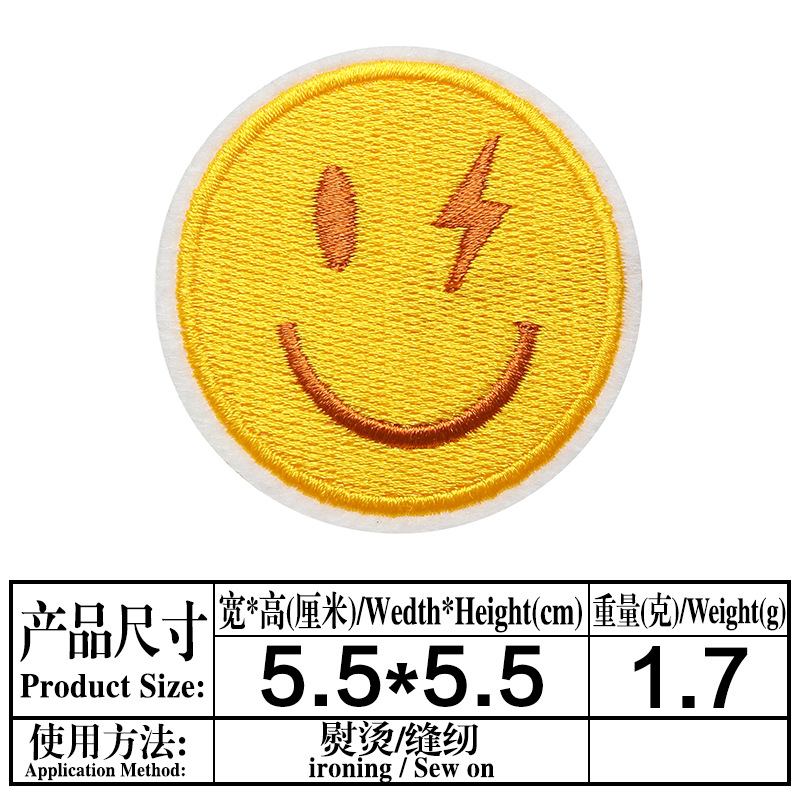 产品尺寸
Product Size:
宽*高(厘米)/Wedth*Height(cm)
重量(克)/Weight(g)
5.5*5.5
1.7
使用方法:
Application Method:
熨烫/缝纫
ironing / Sew on